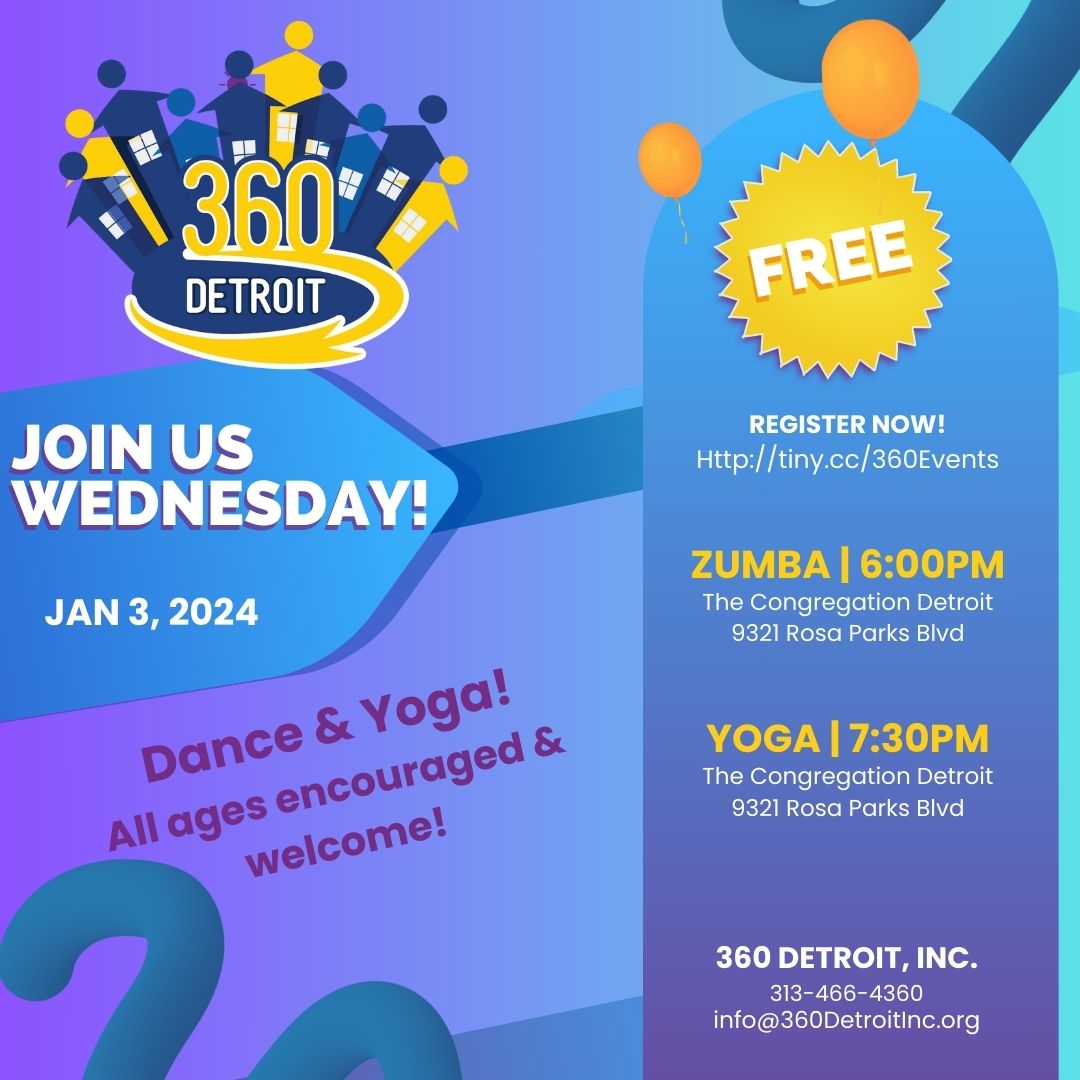 360
DETROIT
JOIN US
WEDNESDAY!
JAN 3, 2024
Dance & Yoga!
All ages encouraged &
welcome!
FREE
REGISTER NOW!
Http://tiny.cc/360Events
ZUMBA | 6:00PM
The Congregation Detroit
9321 Rosa Parks Blvd
YOGA | 7:30PM
The Congregation Detroit
9321 Rosa Parks Blvd
360 DETROIT, INC.
313-466-4360
info@360DetroitInc.org